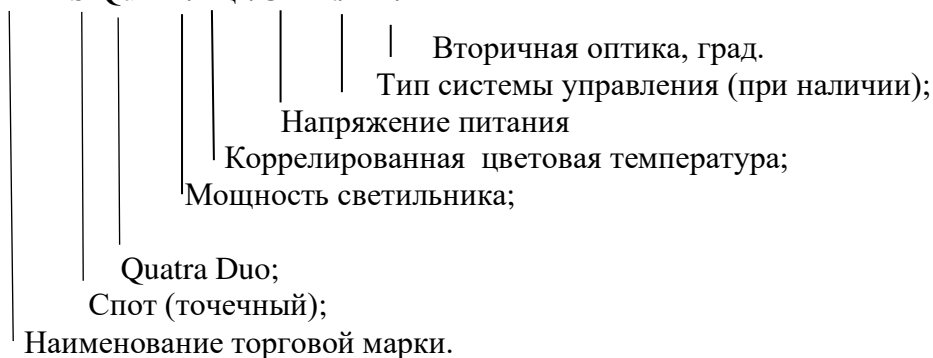 Вторичная оптика, град.
Тип системы управления (при наличии);
Напряжение питания
Коррелированная цветовая температура;
Мощность светильника;
Quatra Duo;
Спот (точечный);
Наименование торговой марки.